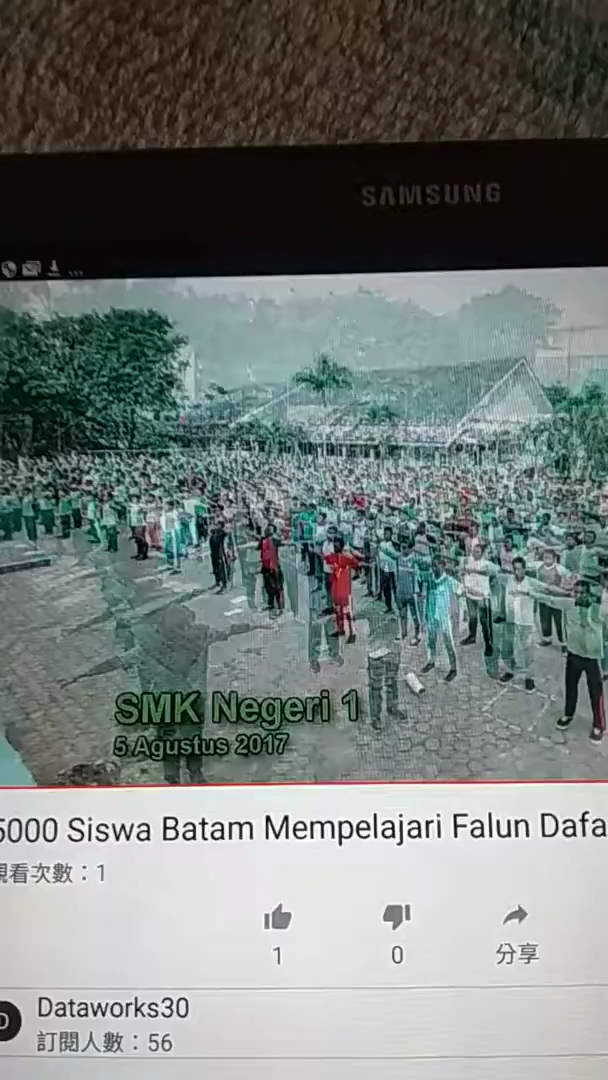 SAMSUNG
SMK Negeri 1
5 Agustus 2017
5000 Siswa Batam Mempelajari Falun Dafa
觀看次數：1
1
0
分享
D
Dataworks30
訂閱人數：56